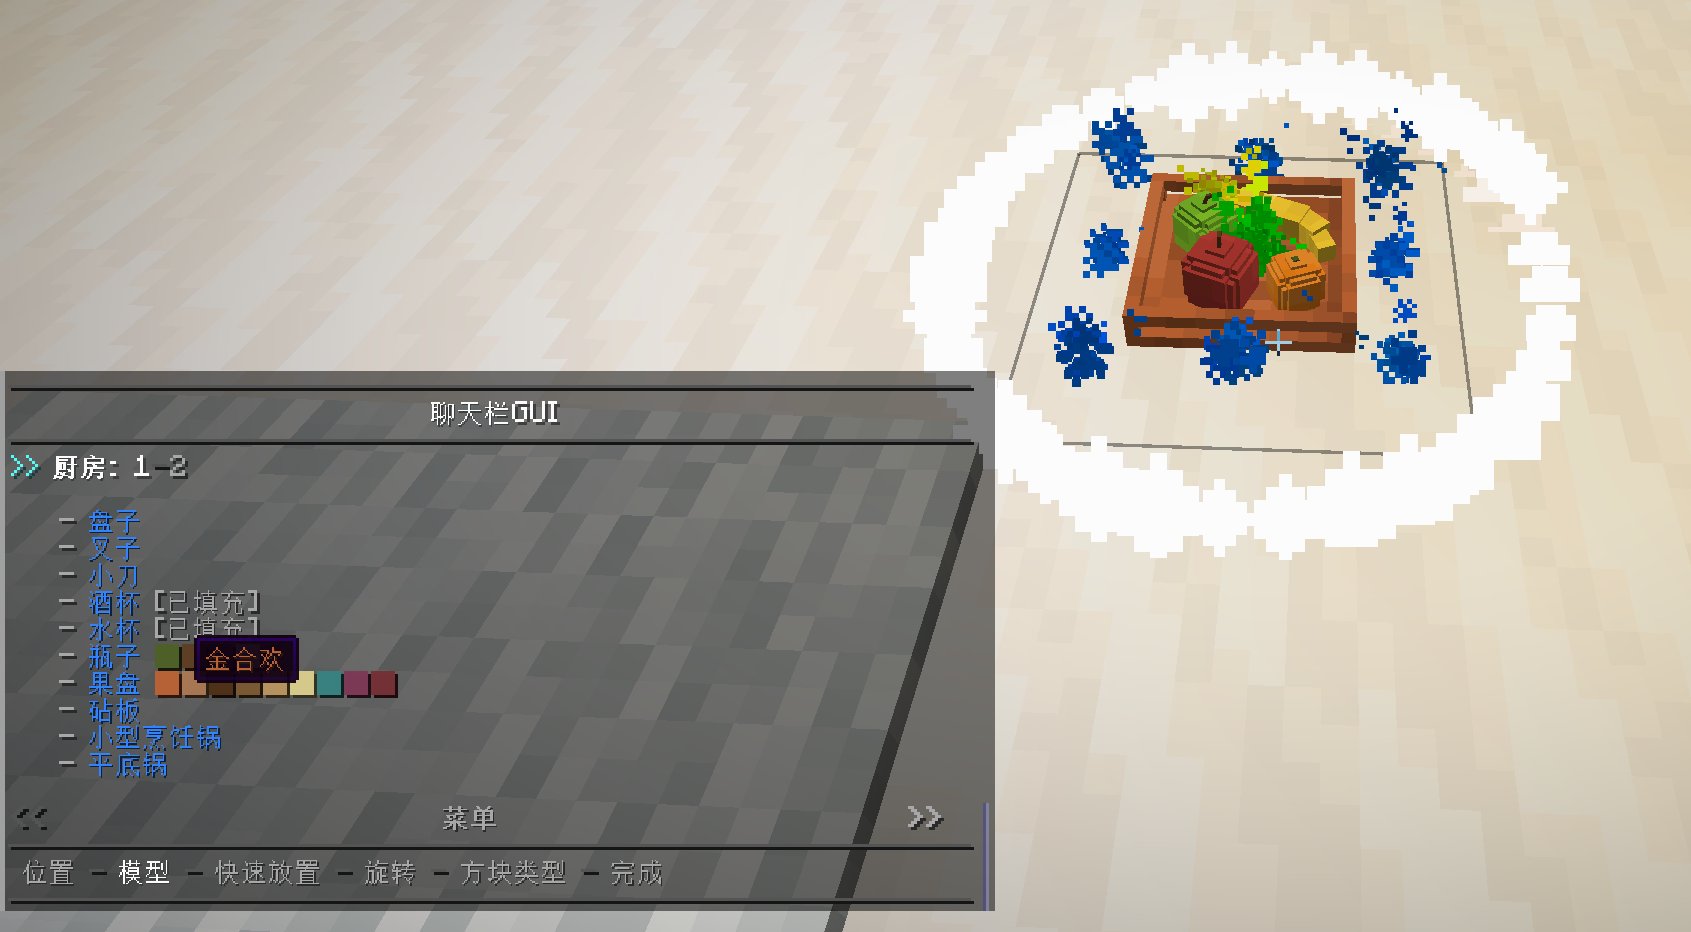 聊天栏GUI
>> 厨房: 1-2
- 盘子
- 叉子
- 小刀
- 酒杯 [已填充]
- 水杯 [已填充]
- 瓶子
金合欢
- 果盘
- 砧板
- 小型烹饪锅
- 平底锅
<< 菜单 >>
位置 - 模型 - 快速放置 - 旋转 - 方块类型 - 完成